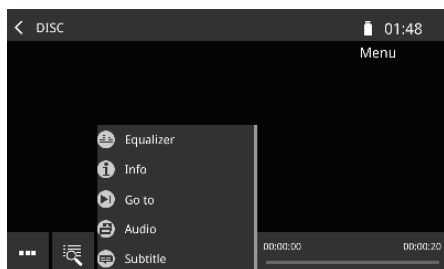 DISC
01:48
Menu
Equalizer
Info
Go to
Audio
Subtitle
00:00:00
00:00:20